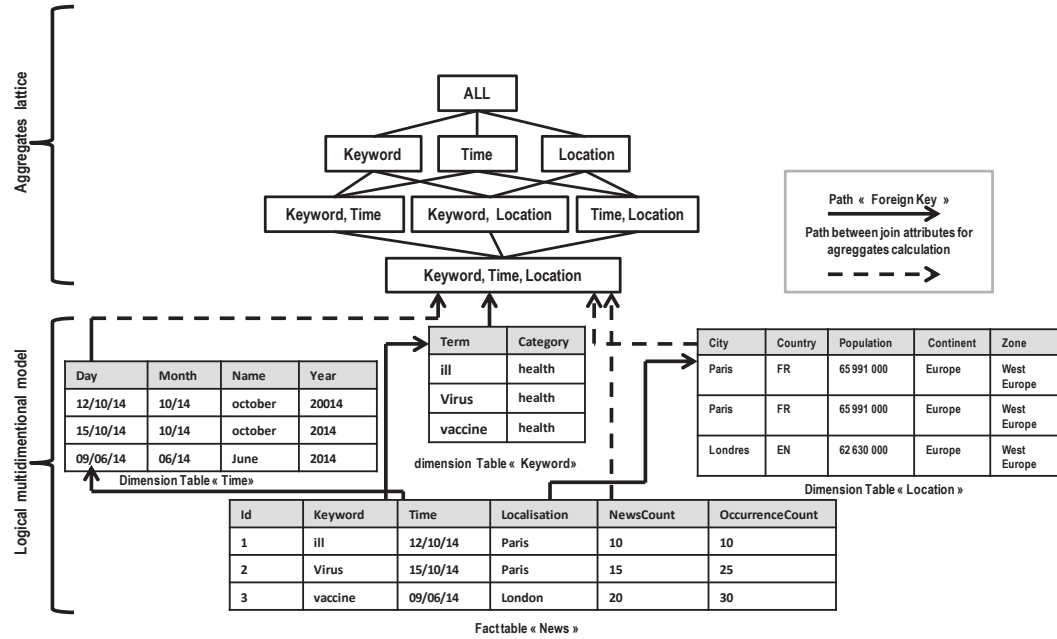 Aggregates lattice
ALL
Keyword
Time
Location
Keyword, Time
Keyword, Location
Time, Location
Keyword, Time, Location
Path « Foreign Key »
Path between join attributes for
agreggates calculation
Logical multidimentional model
Day Month Name Year
12/10/14 10/14 october 20014
15/10/14 10/14 october 2014
09/06/14 06/14 June 2014
Dimension Table « Time»
Term Category
ill health
Virus health
vaccine health
dimension Table « Keyword»
City Country Population Continent Zone
Paris FR 65 991 000 Europe West
Europe
Paris FR 65 991 000 Europe West
Europe
Londres EN 62 630 000 Europe West
Europe
Dimension Table « Location »
Id Keyword Time Localisation NewsCount OccurrenceCount
1 ill 12/10/14 Paris 10 10
2 Virus 15/10/14 Paris 15 25
3 vaccine 09/06/14 London 20 30
Fact table « News »